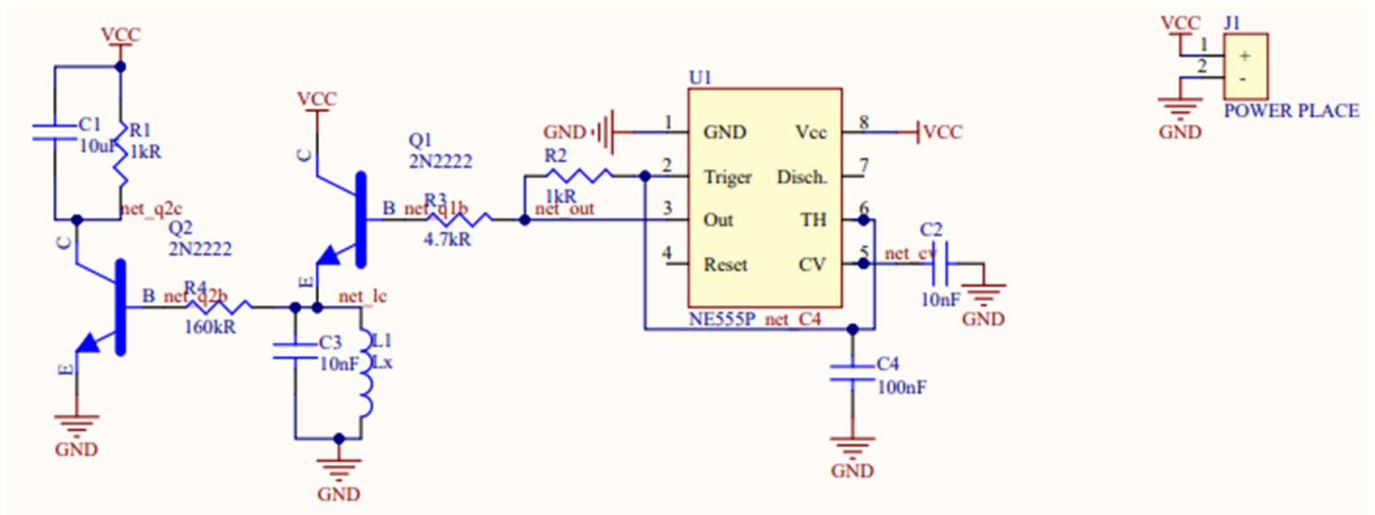 VCC
C1
10uF
R1
1kR
net_q2c
Q2
2N2222
C
B
E
net_q2b
R4
160kR
GND
VCC
C
Q1
2N2222
B
E
net_q1b
R3
4.7kR
net_lc
C3
10nF
L1
Lx
GND
R2
1kR
net_out
U1
GND
1
GND
Vcc
8
VCC
2
Triger
Disch.
7
3
Out
TH
6
4
Reset
CV
5
NE555P
net_C4
net_cv
C2
10nF
GND
C4
100nF
GND
VCC
J1
1
+
2
-
GND
POWER PLACE